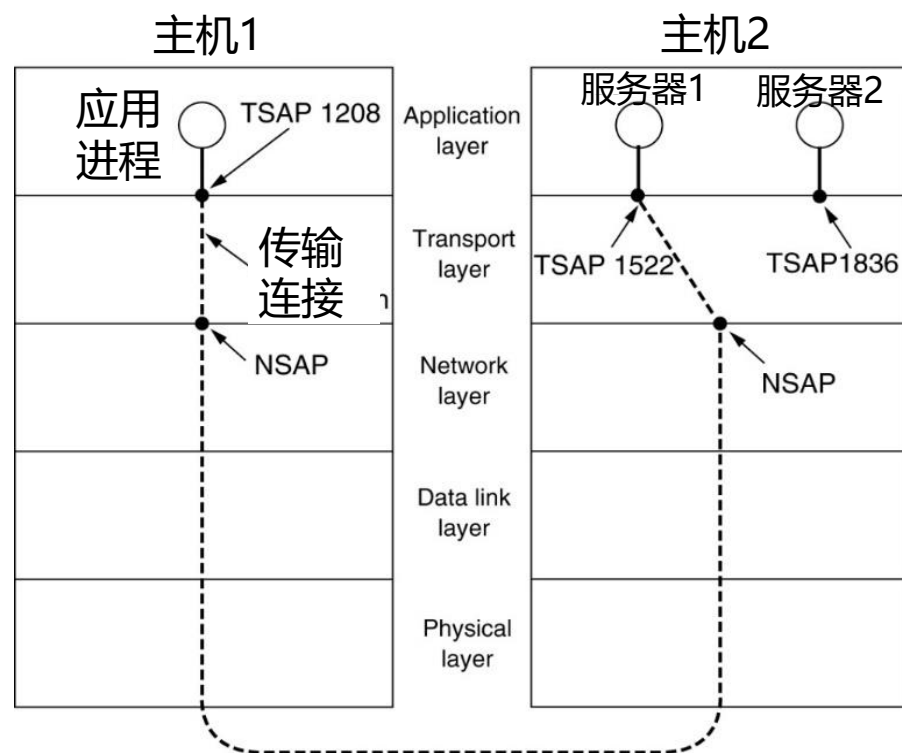 主机1
主机2
应用
进程
TSAP 1208
Application
layer
服务器1
服务器2
传输
连接
Transport
layer
TSAP 1522
TSAP1836
NSAP
Network
layer
NSAP
Data link
layer
Physical
layer